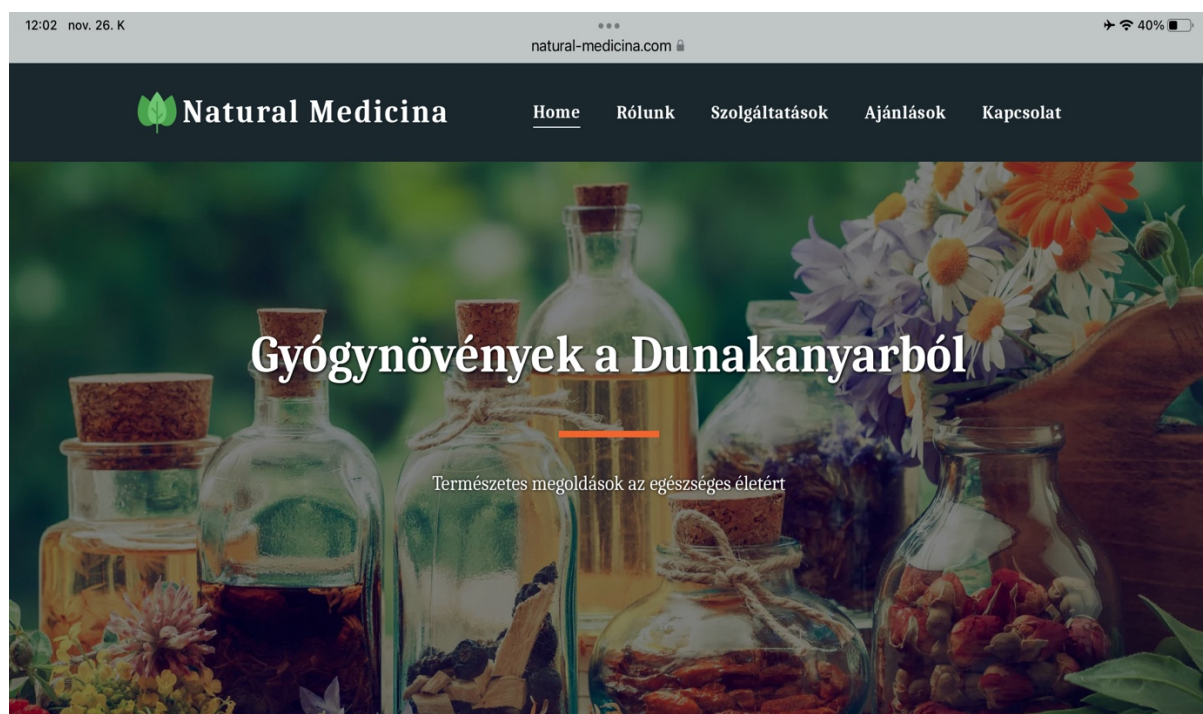 12:02 nov. 26. K
40%
natural-medicina.com
Natural Medicina
Home Rólunk Szolgáltatások Ajánlások Kapcsolat
Gyógynövények a Dunakanyarból
Természetes megoldások az egészséges életért